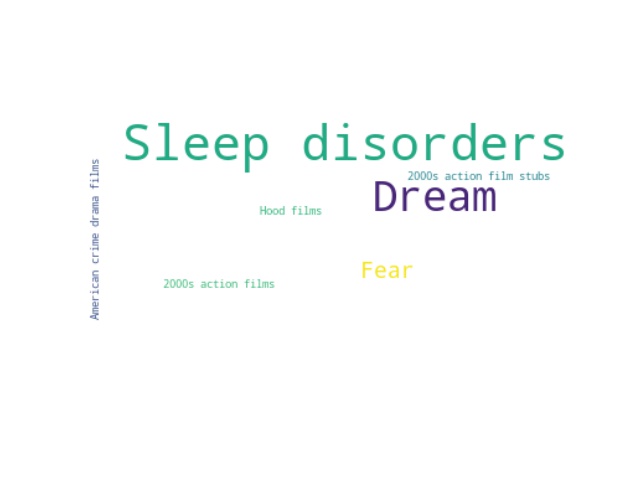 Sleep disorders
2000s action film stubs
Dream
Hood films
American crime drama films
Fear
2000s action films